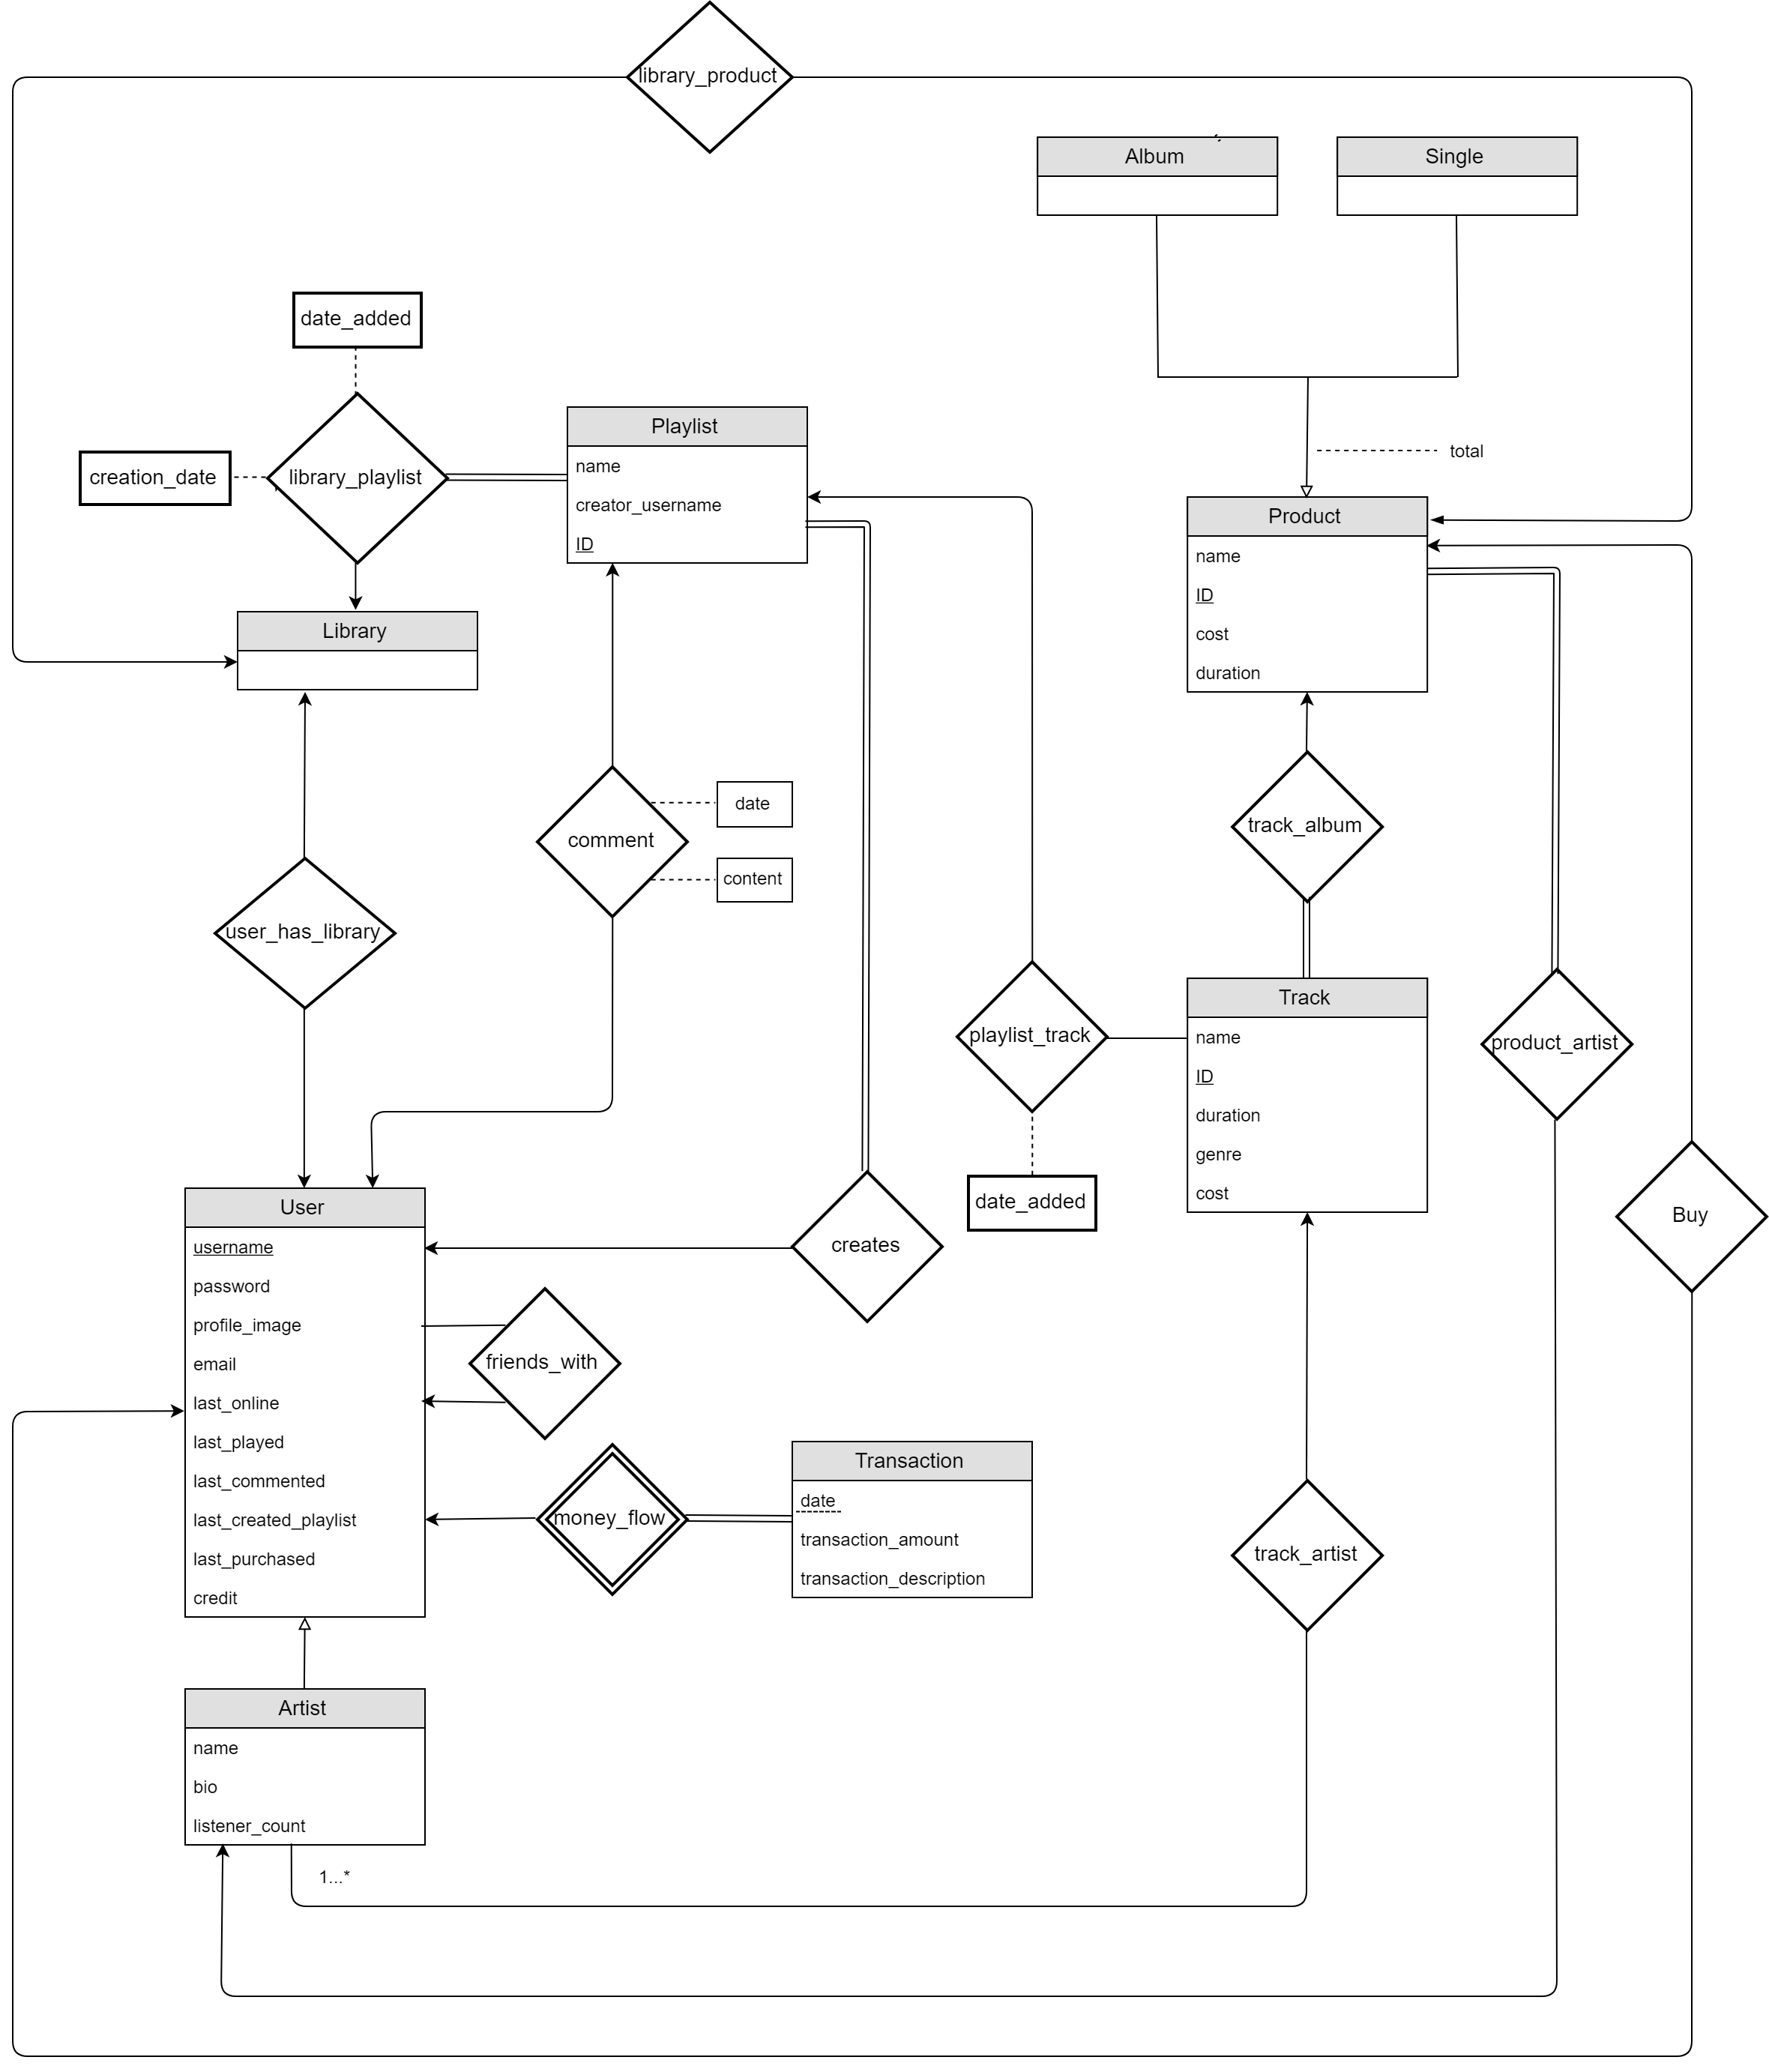 library_product
Album
Single
date_added
creation_date
library_playlist
Playlist
name
creator_username
ID
total
Product
name
ID
cost
duration
Library
date
comment
content
track_album
user_has_library
Track
name
ID
duration
genre
cost
playlist_track
product_artist
date_added
Buy
creates
User
username
password
profile_image
email
last_online
last_played
last_commented
last_created_playlist
last_purchased
credit
friends_with
money_flow
Transaction
date
transaction_amount
transaction_description
track_artist
Artist
name
bio
listener_count
1...*